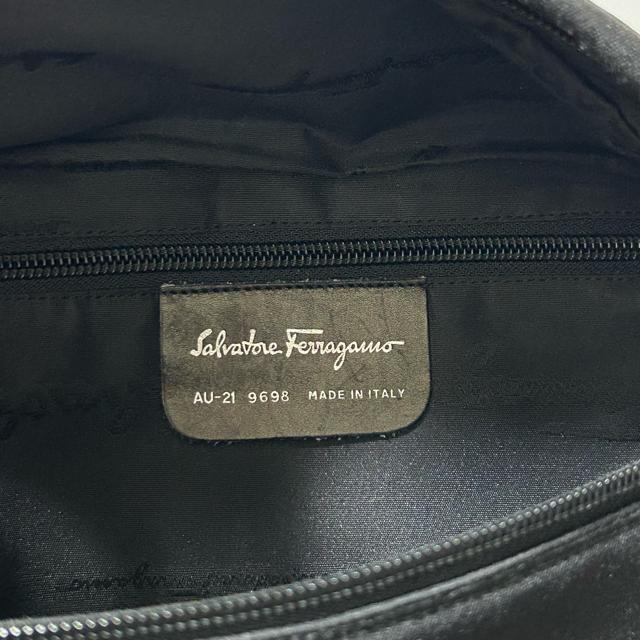 Salvatore Ferragamo
AU-21 9698 MADE IN ITALY